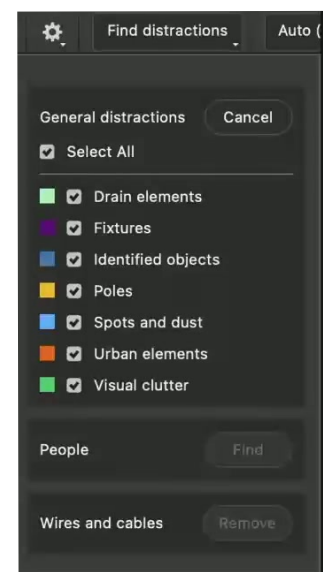 Find distractions
Auto (
General distractions
Cancel
Select All
Drain elements
Fixtures
Identified objects
Poles
Spots and dust
Urban elements
Visual clutter
People
Find
Wires and cables
Remove